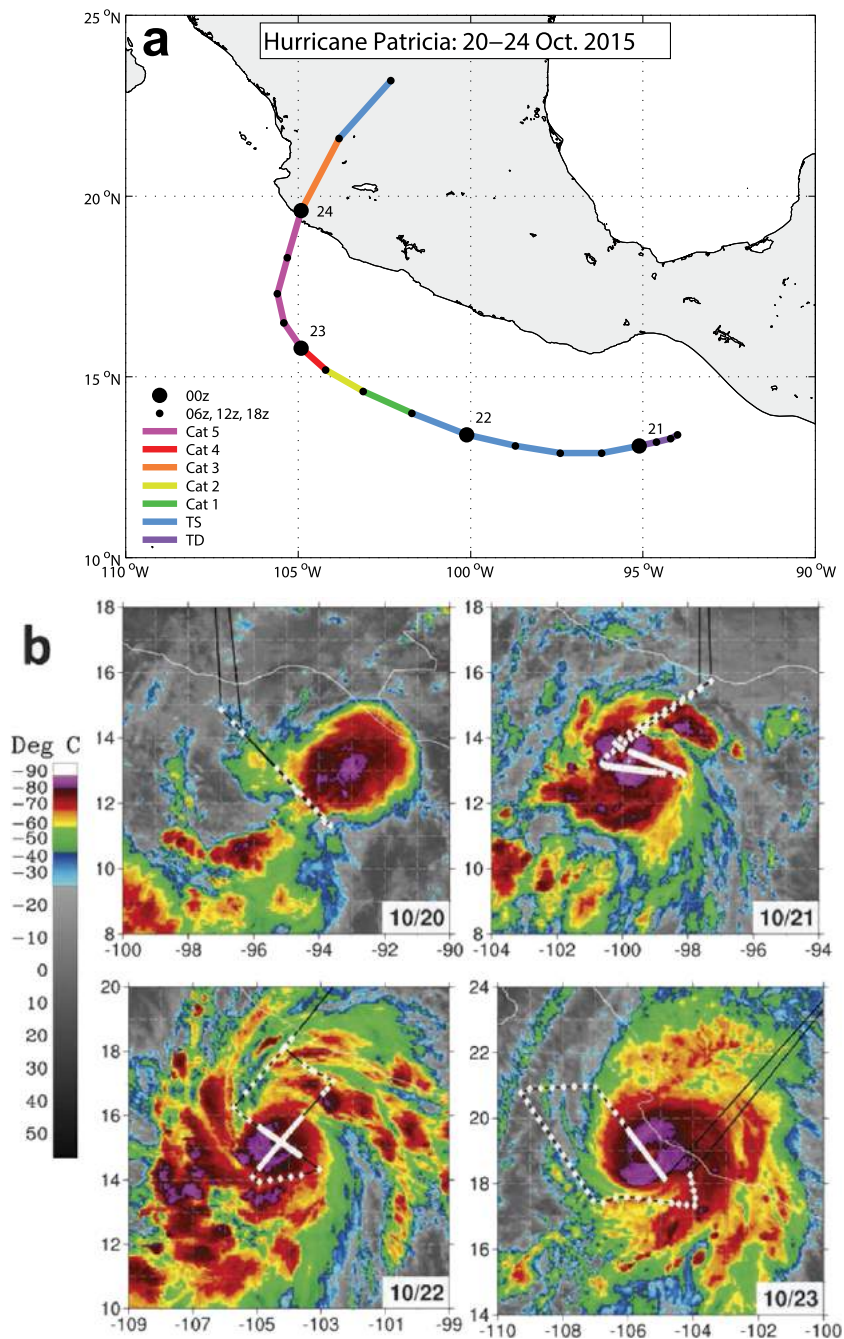 a
Hurricane Patricia: 20−24 Oct. 2015
25 °N
20 °N
15 °N
10 °N
24
23
22
21
00z
06z, 12z, 18z
Cat 5
Cat 4
Cat 3
Cat 2
Cat 1
TS
TD
110 °W
105 °W
100 °W
95 °W
90 °W
b
Deg C
−90
−80
−70
−60
−50
−40
−30
−20
−10
0
10
20
30
40
50
18
16
14
12
10
8
10/20
-100 -98 -96 -94 -92 -90
18
16
14
12
10
8
10/21
-104 -102 -100 -98 -96 -94
20
18
16
14
12
10
10/22
-109 -107 -105 -103 -101 -99
24
22
20
18
16
14
10/23
-110 -108 -106 -104 -102 -100